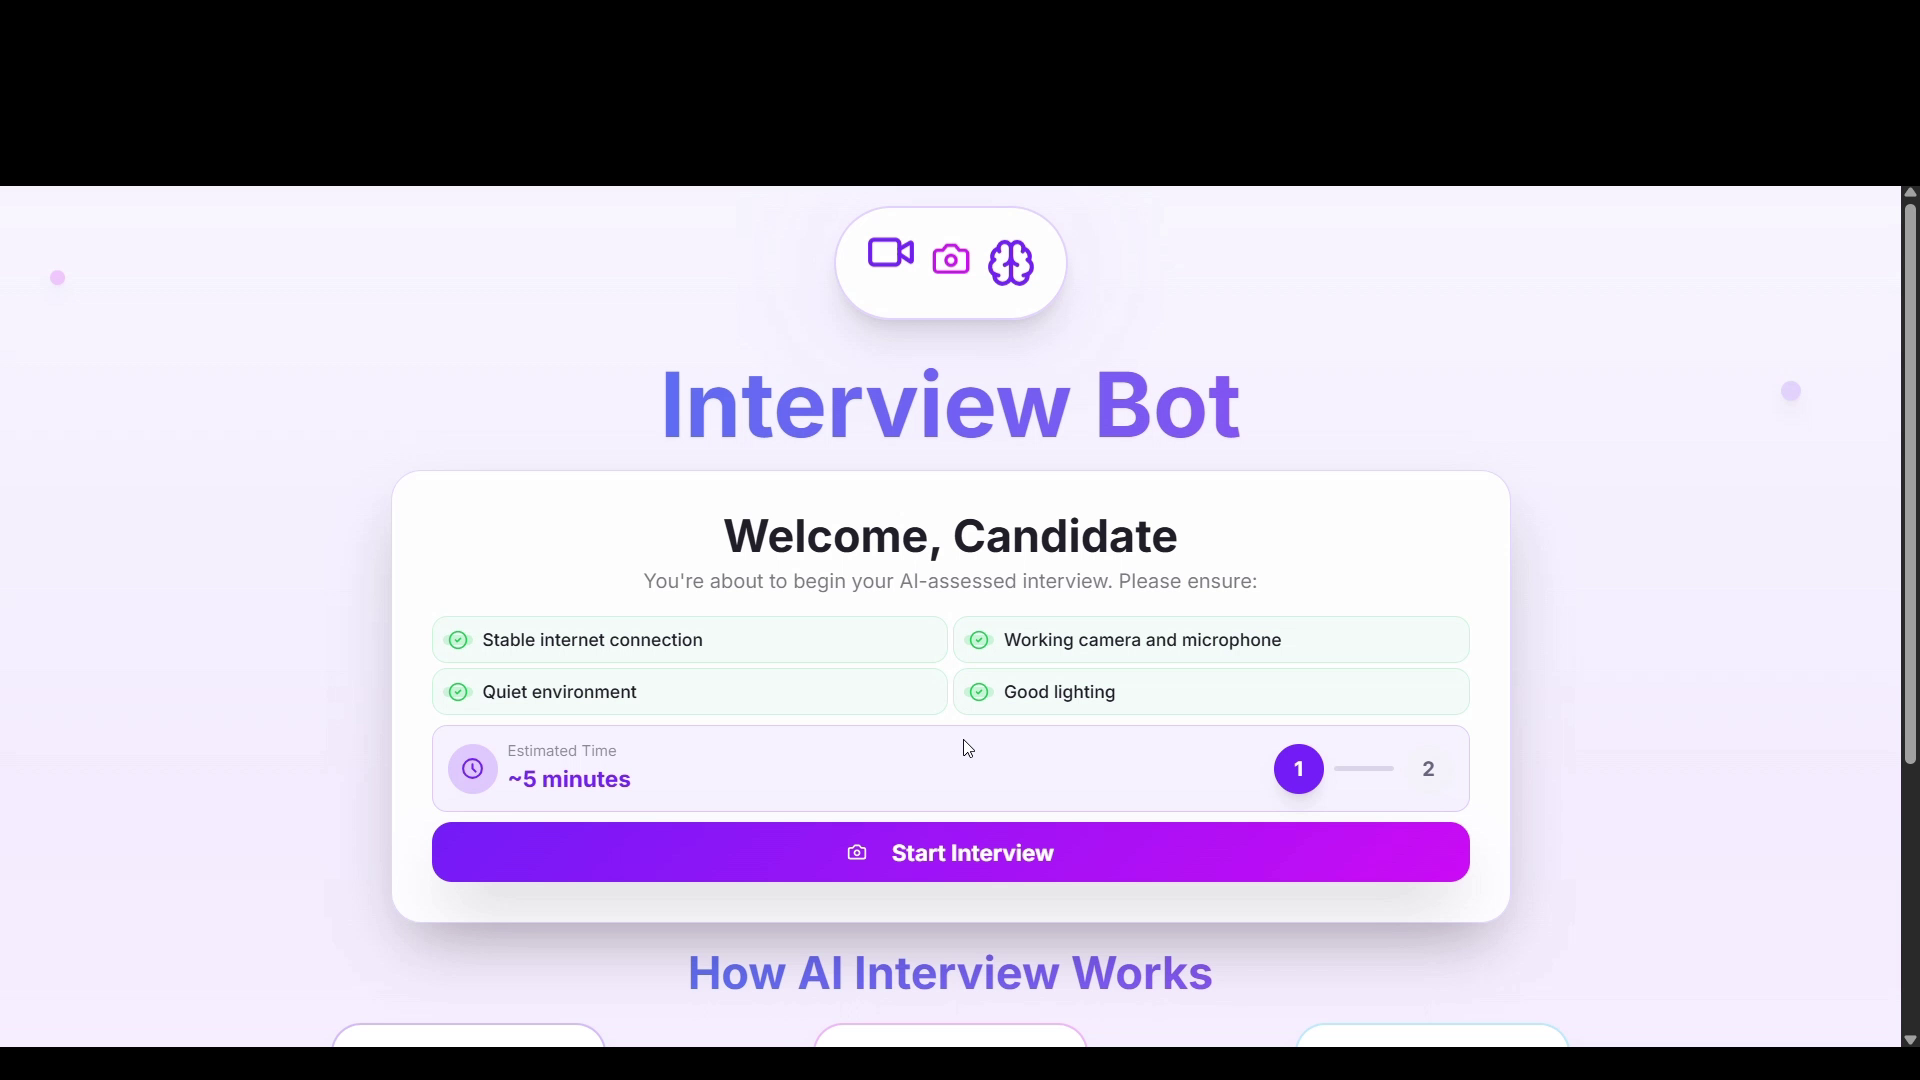 Interview Bot
Welcome, Candidate
You're about to begin your AI-assessed interview. Please ensure:
Stable internet connection
Working camera and microphone
Quiet environment
Good lighting
Estimated Time
~5 minutes
1
2
Start Interview
How AI Interview Works